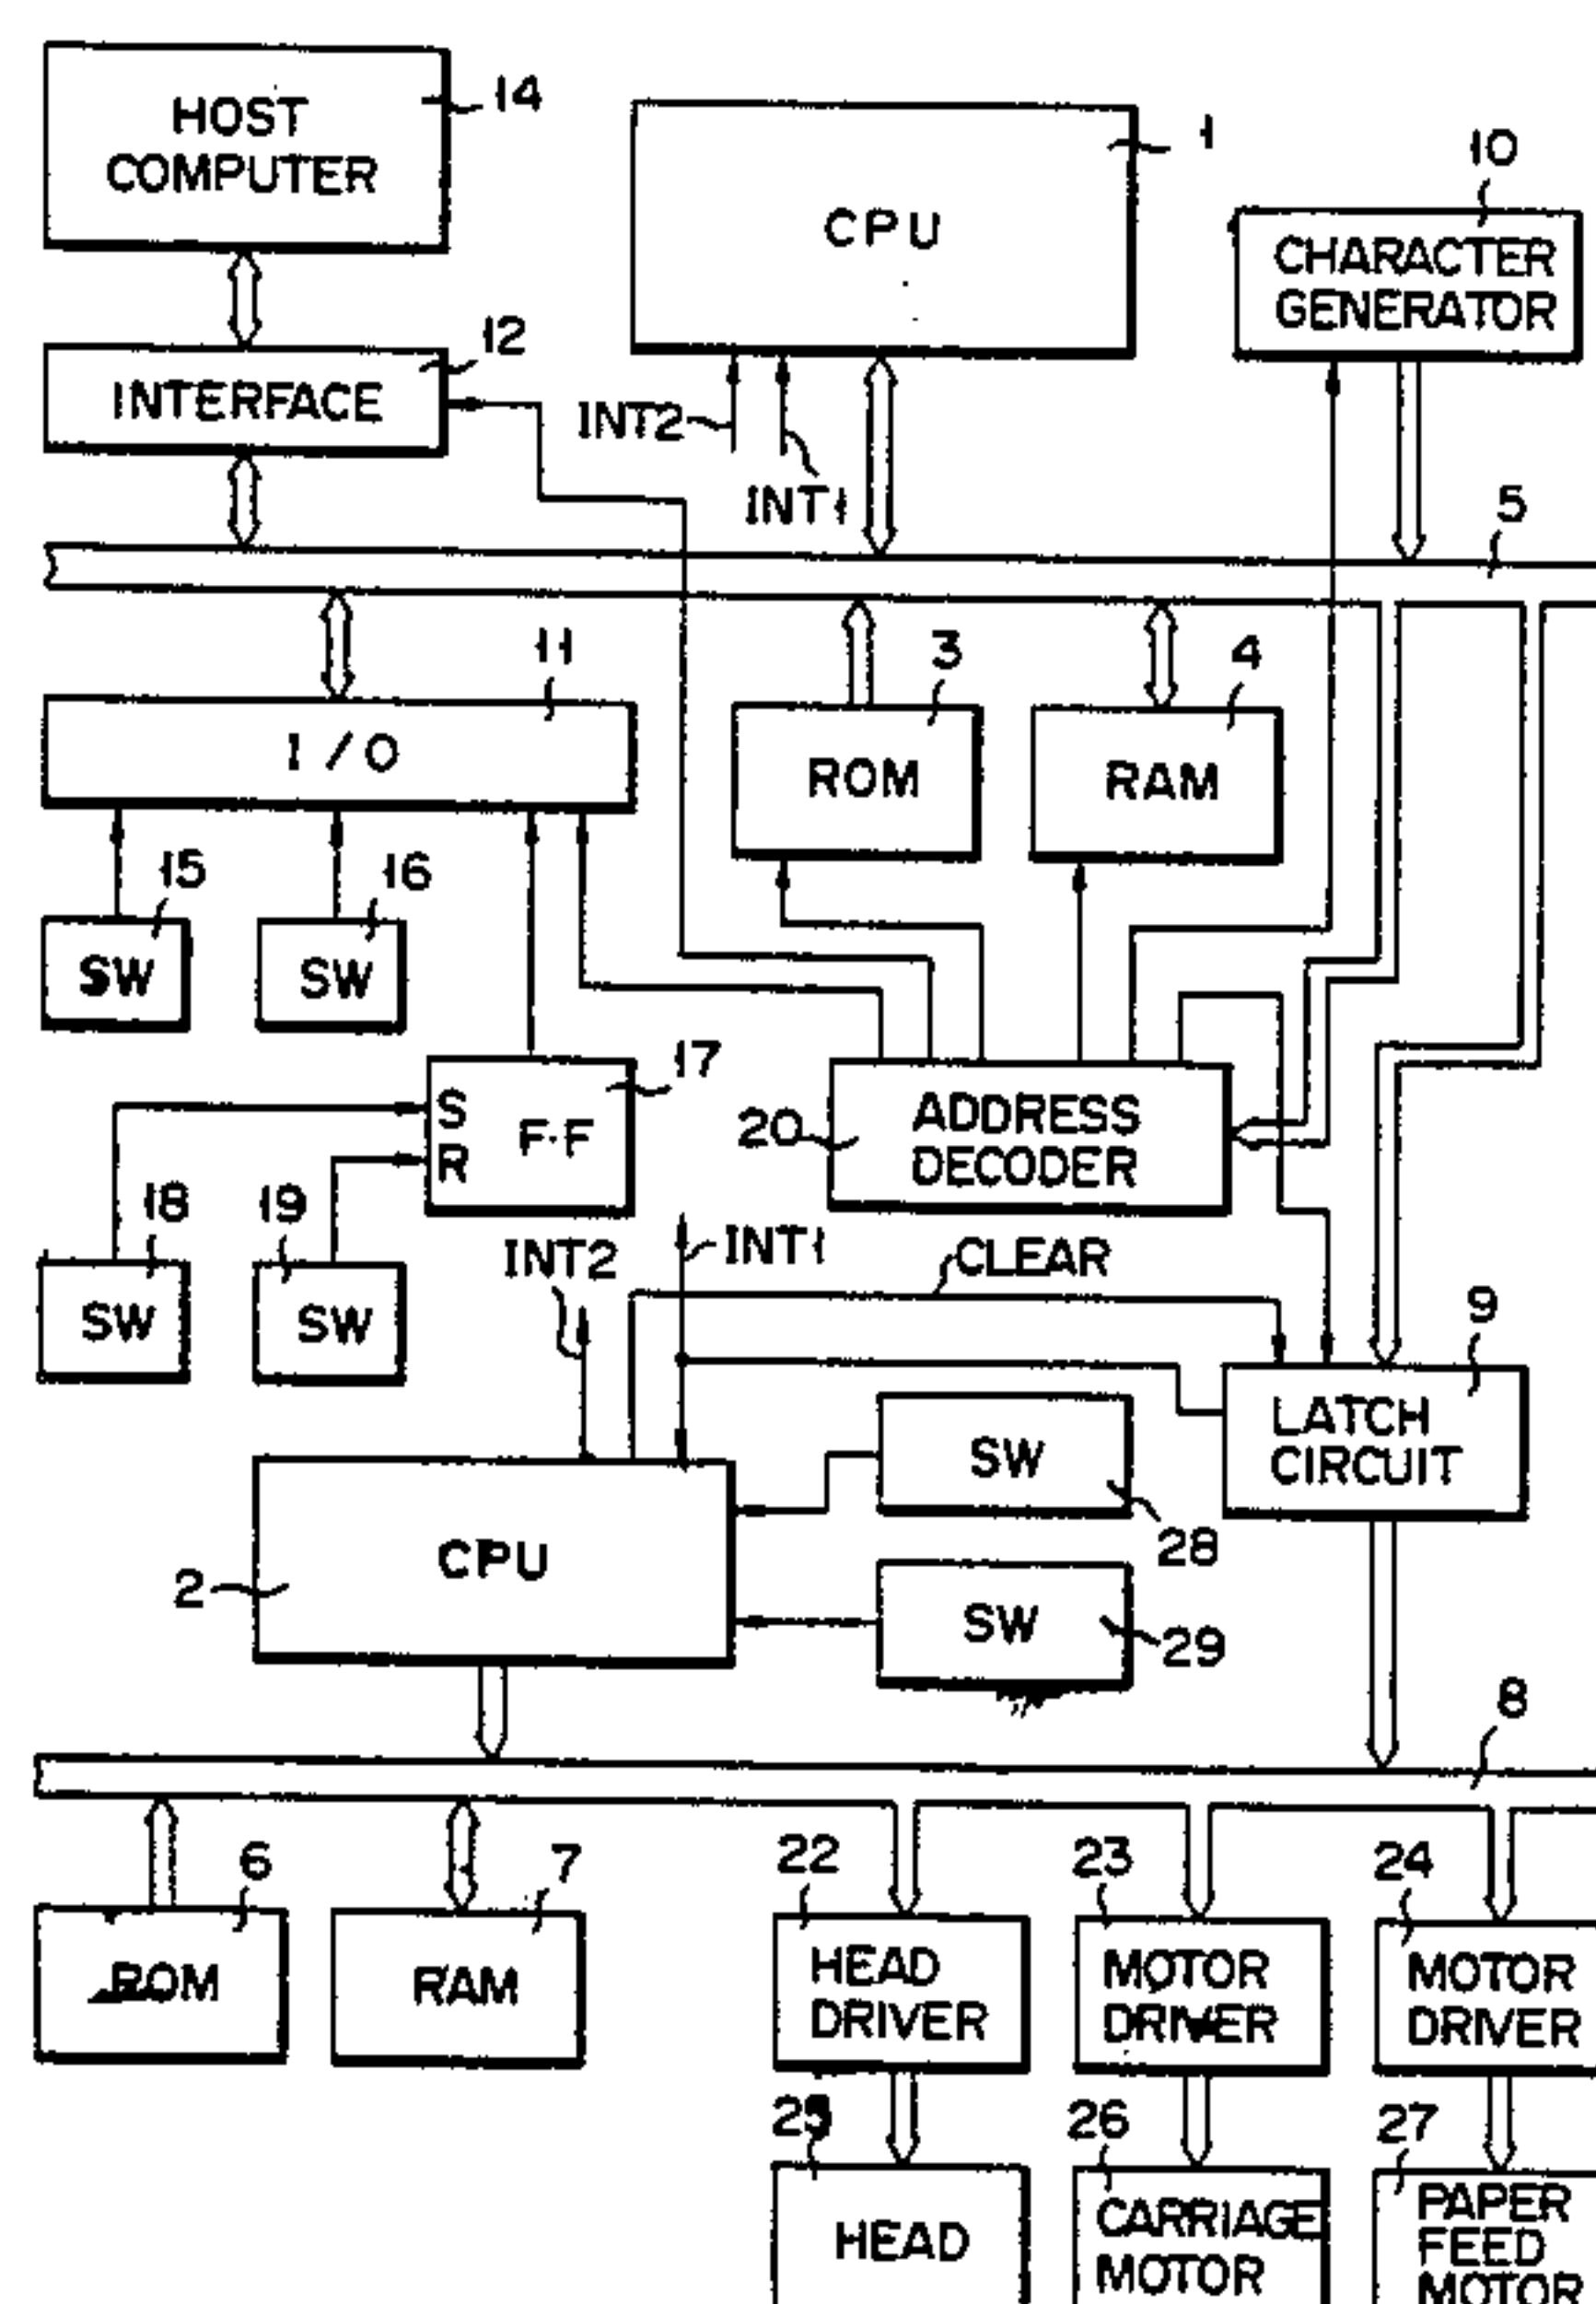 HOST
COMPUTER
14
CPU
1
10
CHARACTER
GENERATOR
12
INTERFACE
INT2
INT1
5
11
I/O
3
ROM
4
RAM
15
SW
16
SW
17
S
R
F·F
20
ADDRESS
DECODER
18
SW
19
SW
INT2
INT1
CLEAR
9
LATCH
CIRCUIT
SW
28
CPU
2
SW
29
8
6
ROM
7
RAM
22
HEAD
DRIVER
23
MOTOR
DRIVER
24
MOTOR
DRIVER
25
HEAD
26
CARRIAGE
MOTOR
27
PAPER
FEED
MOTOR